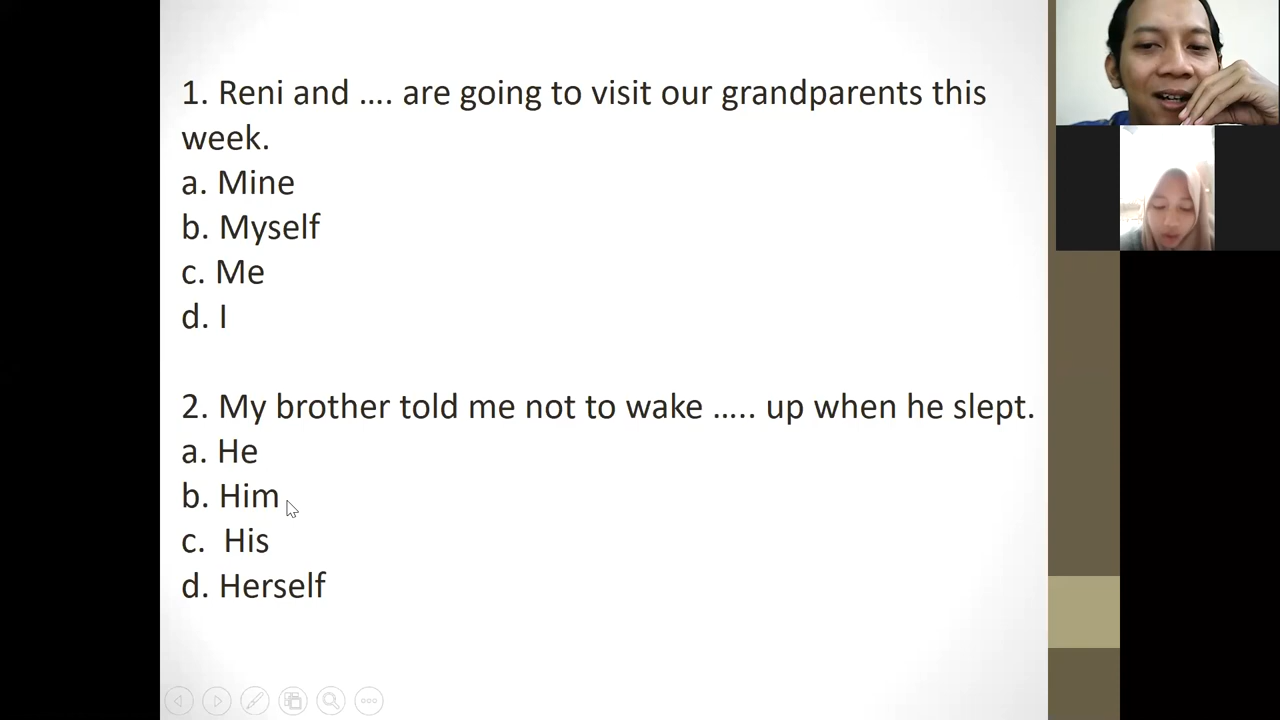 1. Reni and .... are going to visit our grandparents this
week.
a. Mine
b. Myself
c. Me
d. I
2. My brother told me not to wake ..... up when he slept.
a. He
b. Him
c. His
d. Herself